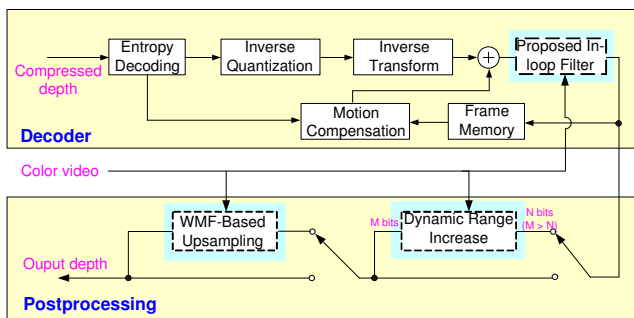 Entropy
Decoding
Inverse
Quantization
Inverse
Transform
Proposed In-
loop Filter
Compressed
depth
Motion
Compensation
Frame
Memory
Decoder
Color video
WMF-Based
Upsampling
M bits
Dynamic Range
Increase
N bits
(M > N)
Ouput depth
Postprocessing